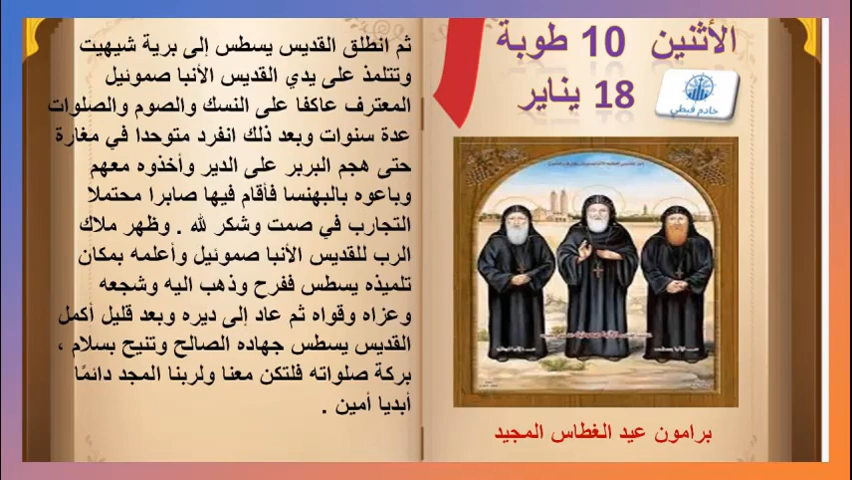 الأثنين 10 طوبة
18 يناير
خادم قبطي
برامون عيد الغطاس المجيد
ثم انطلق القديس يسطس إلى برية شيهيت
وتتلمذ على يدي القديس الأنبا صموئيل
المعترف عاكفا على النسك والصوم والصلوات
عدة سنوات وبعد ذلك انفرد متوحدا في مغارة
حتى هجم البربر على الدير وأخذوه معهم
وباعوه بالبهنسا فأقام فيها صابرا محتملا
التجارب في صمت وشكر لله . وظهر ملاك
الرب للقديس الأنبا صموئيل وأعلمه بمكان
تلميذه يسطس ففرح وذهب اليه وشجعه
وعزاه وقواه ثم عاد إلى ديره وبعد قليل أكمل
القديس يسطس جهاده الصالح وتنيح بسلام ،
بركة صلواته فلتكن معنا ولربنا المجد دائمًا
أبديا أمين .